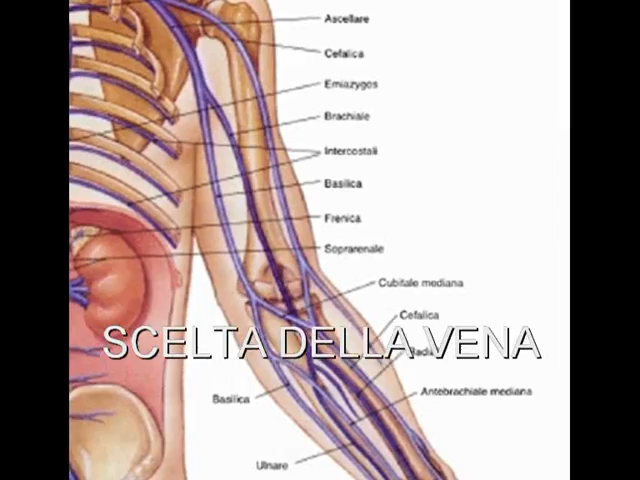 Ascellare
Cefalica
Emiazygos
Brachiale
Intercostali
Basilica
Frenica
Soprarenale
Cubitale mediana
Cefalica
SCELTA DELLA VENA
Antebrachiale mediana
Basilica
Ulnare